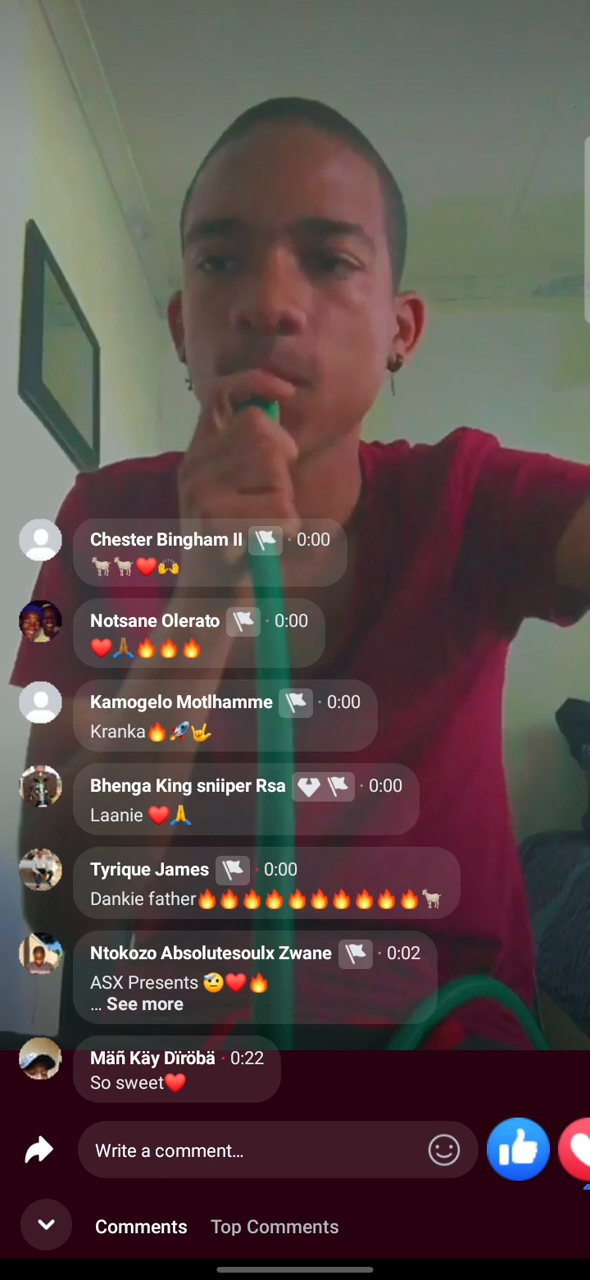 Chester Bingham II · 0:00
🐐🐐❤️🙌
Notsane Olerato · 0:00
❤️🙏🔥🔥🔥
Kamogelo Motlhamme · 0:00
Kranka🔥🚀🤟
Bhenga King sniiper Rsa · 0:00
Laanie ❤️🙏
Tyrique James · 0:00
Dankie father🔥🔥🔥🔥🔥🔥🔥🔥🔥🔥🐐
Ntokozo Absolutesoulx Zwane · 0:02
ASX Presents 🤕❤️🔥
... See more
Mäñ Käy Dïröbä · 0:22
So sweet❤️
Write a comment...
Comments Top Comments